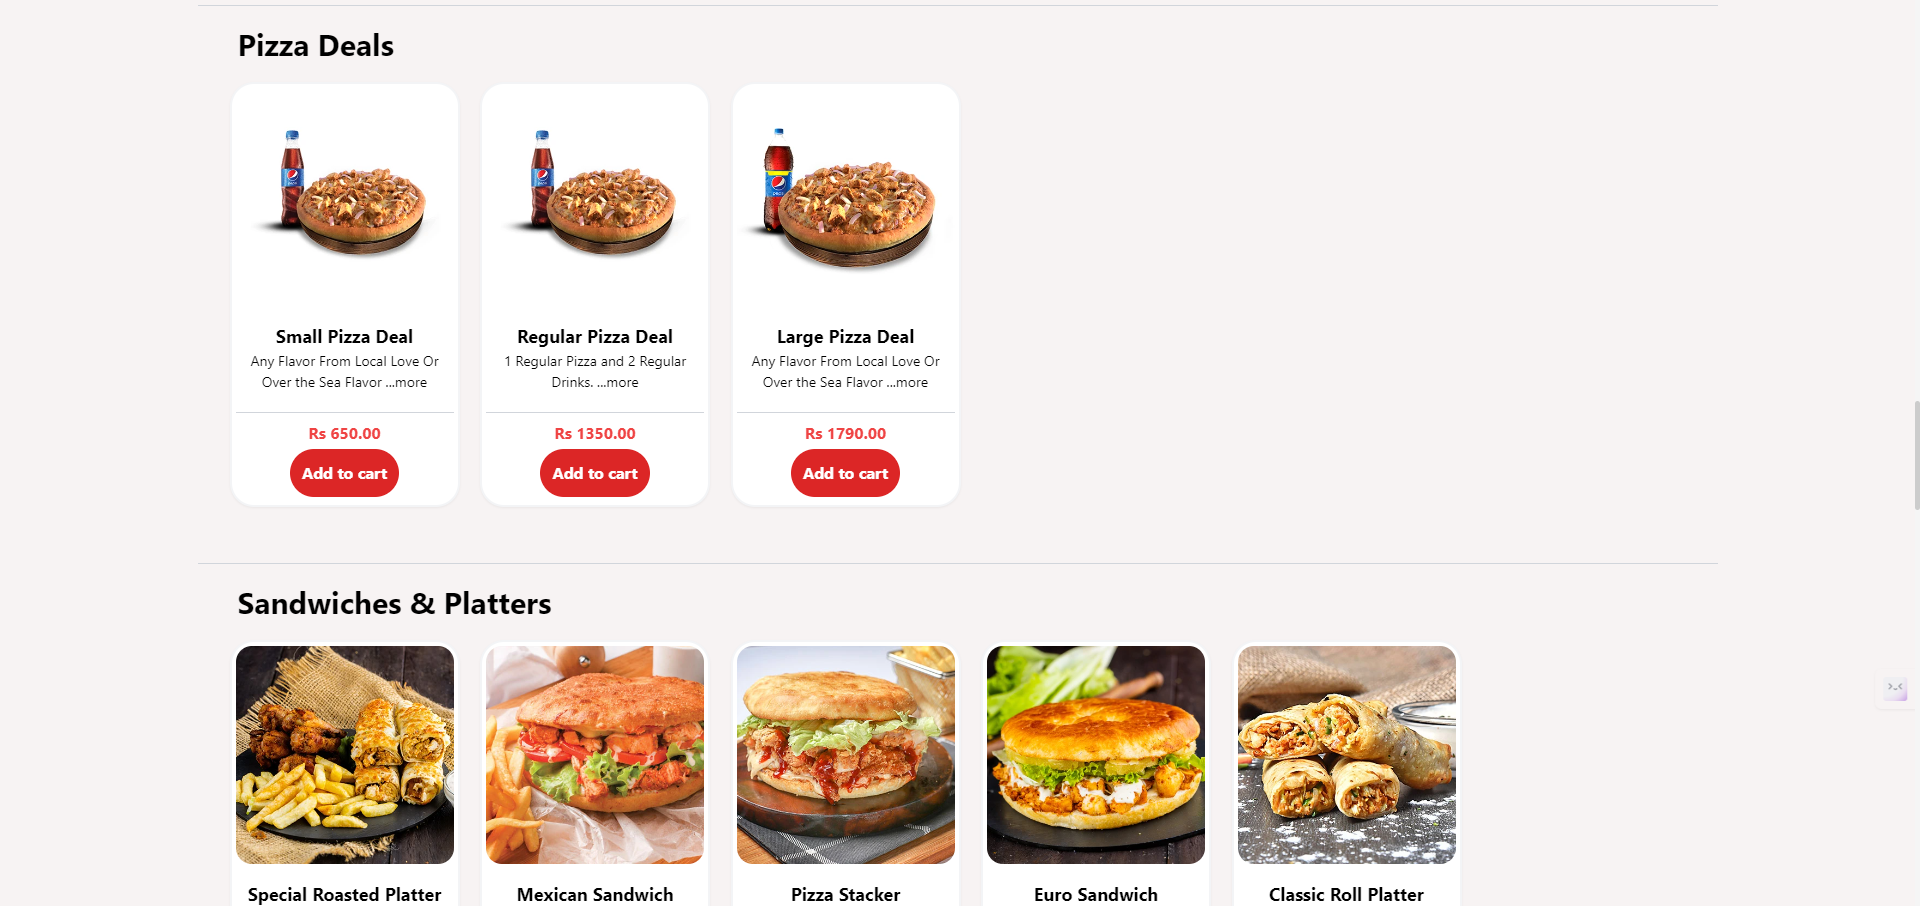 Pizza Deals
Small Pizza Deal
Any Flavor From Local Love Or
Over the Sea Flavor ...more
Rs 650.00
Add to cart
Regular Pizza Deal
1 Regular Pizza and 2 Regular
Drinks. ...more
Rs 1350.00
Add to cart
Large Pizza Deal
Any Flavor From Local Love Or
Over the Sea Flavor ...more
Rs 1790.00
Add to cart
Sandwiches & Platters
Special Roasted Platter
Mexican Sandwich
Pizza Stacker
Euro Sandwich
Classic Roll Platter